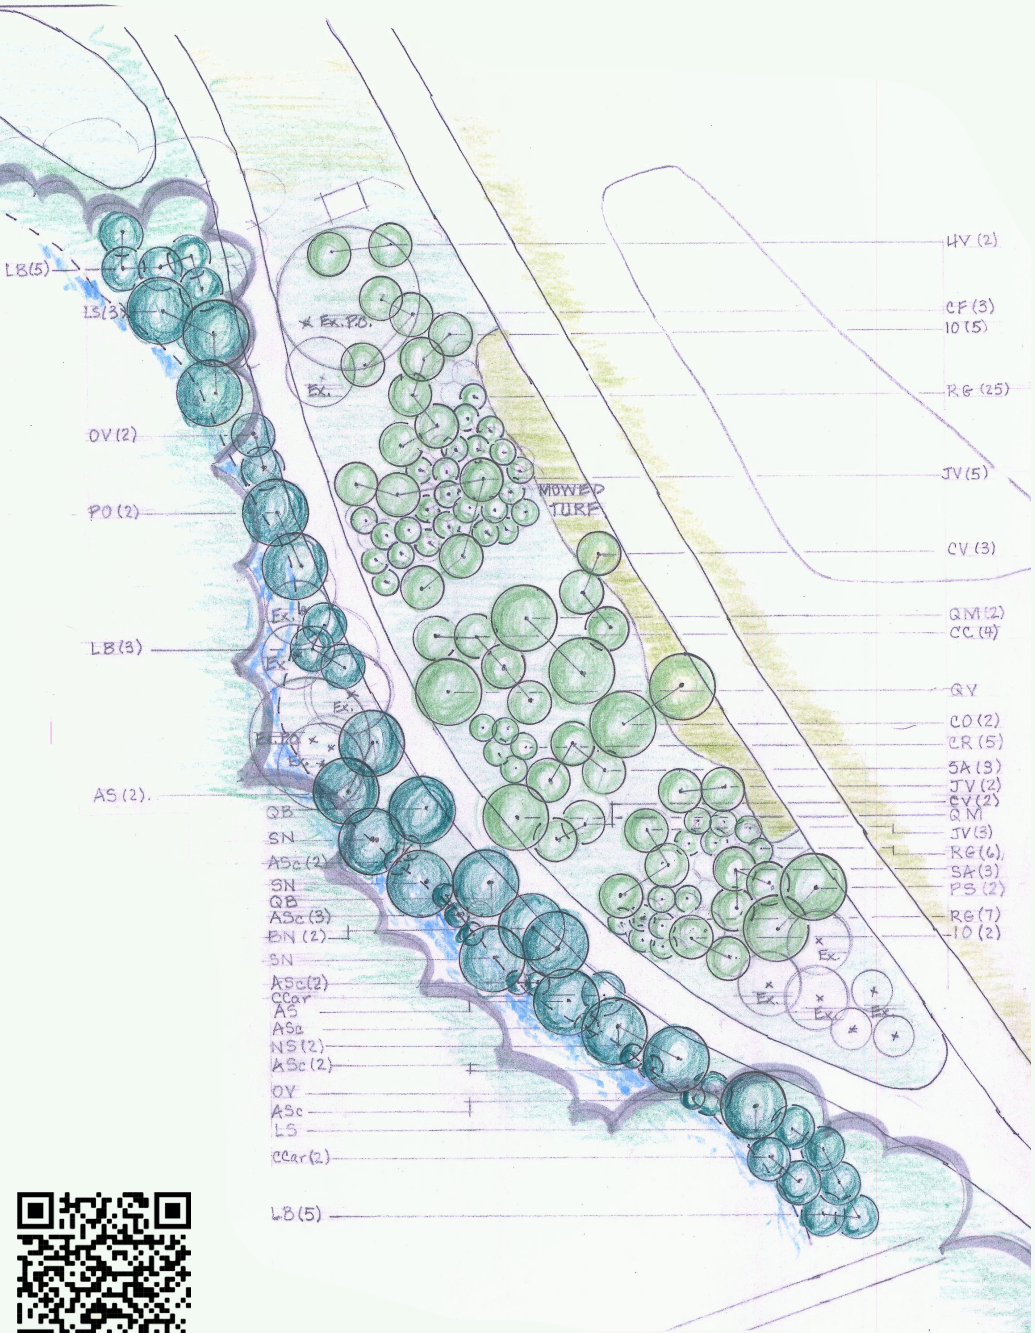 HV (2)
LB(5)
CF (3)
LS(3)
Ex. P.O.
IO (5)
Ex.
RG (25)
OV (2)
JV (5)
MOWED
TURF
PO (2)
CV (3)
Ex.
QM (2)
CC (4)
LB(3)
Ex
QV
Ex.
CO (2)
Ex. PO
CR (5)
Ex.
SA (3)
JV (2)
AS (2).
CV (2)
QB
QM
JV(3)
SN
RG (6)
ASc (2)
SA (3)
SN
PS (2)
QB
ASc (3)
RG (7)
BN (2)
IO (2)
Ex.
SN
ASc(2)
Ex.
CCar
Ex.
Ex
AS
ASc
NS (2)
ASc (2)
OV
ASc
LS
CCar(2)
LB (5)